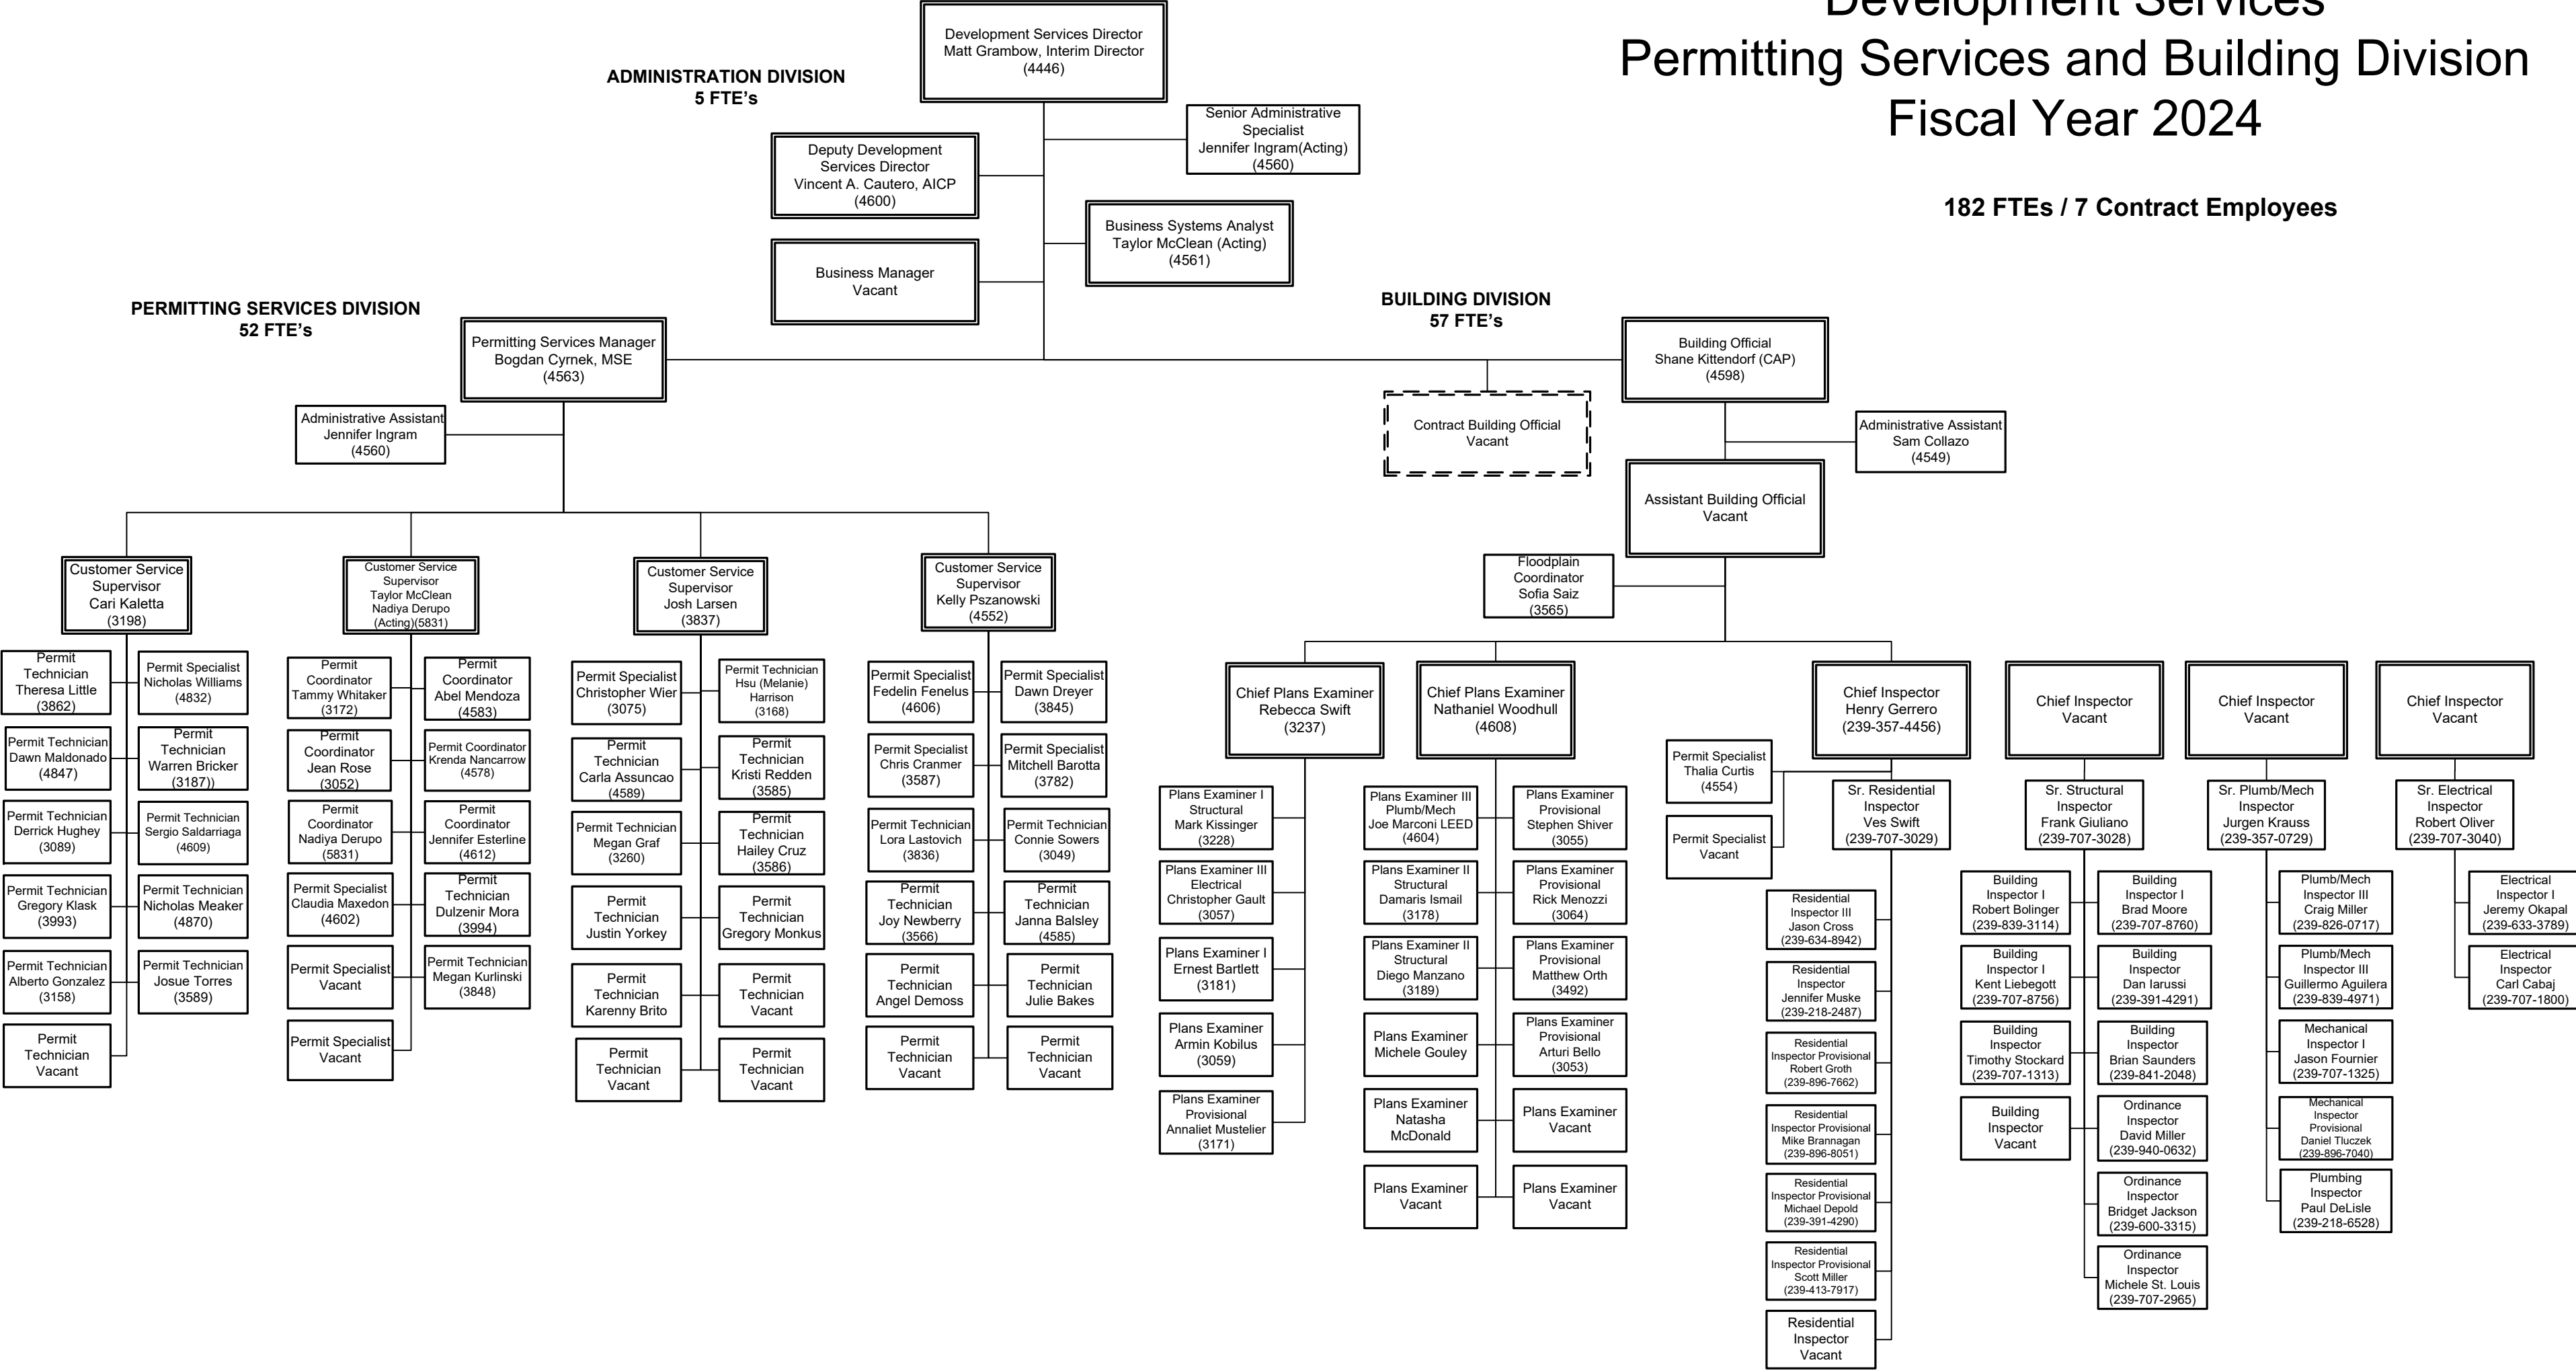 Development Services
Permitting Services and Building Division
Fiscal Year 2024
182 FTEs / 7 Contract Employees
Development Services Director
Matt Grambow, Interim Director
(4446)
ADMINISTRATION DIVISION
5 FTE’s
Senior Administrative
Specialist
Jennifer Ingram(Acting)
(4560)
Deputy Development
Services Director
Vincent A. Cautero, AICP
(4600)
Business Systems Analyst
Taylor McClean (Acting)
(4561)
Business Manager
Vacant
PERMITTING SERVICES DIVISION
52 FTE’s
Permitting Services Manager
Bogdan Cyrnek, MSE
(4563)
Administrative Assistant
Jennifer Ingram
(4560)
BUILDING DIVISION
57 FTE’s
Building Official
Shane Kittendorf (CAP)
(4598)
Contract Building Official
Vacant
Administrative Assistant
Sam Collazo
(4549)
Assistant Building Official
Vacant
Floodplain
Coordinator
Sofia Saiz
(3565)
Customer Service
Supervisor
Cari Kaletta
(3198)
Permit
Technician
Theresa Little
(3862)
Permit Specialist
Nicholas Williams
(4832)
Permit Technician
Dawn Maldonado
(4847)
Permit
Technician
Warren Bricker
(3187))
Permit Technician
Derrick Hughey
(3089)
Permit Technician
Sergio Saldarriaga
(4609)
Permit Technician
Gregory Klask
(3993)
Permit Technician
Nicholas Meaker
(4870)
Permit Technician
Alberto Gonzalez
(3158)
Permit Technician
Josue Torres
(3589)
Permit
Technician
Vacant
Customer Service
Supervisor
Taylor McClean
Nadiya Derupo
(Acting)(5831)
Permit
Coordinator
Tammy Whitaker
(3172)
Permit
Coordinator
Abel Mendoza
(4583)
Permit
Coordinator
Jean Rose
(3052)
Permit Coordinator
Krenda Nancarrow
(4578)
Permit
Coordinator
Nadiya Derupo
(5831)
Permit
Coordinator
Jennifer Esterline
(4612)
Permit Specialist
Claudia Maxedon
(4602)
Permit
Technician
Dulzenir Mora
(3994)
Permit Specialist
Vacant
Permit Technician
Megan Kurlinski
(3848)
Permit Specialist
Vacant
Customer Service
Supervisor
Josh Larsen
(3837)
Permit Specialist
Christopher Wier
(3075)
Permit Technician
Hsu (Melanie)
Harrison
(3168)
Permit
Technician
Carla Assuncao
(4589)
Permit
Technician
Kristi Redden
(3585)
Permit Technician
Megan Graf
(3260)
Permit
Technician
Hailey Cruz
(3586)
Permit
Technician
Justin Yorkey
Permit
Technician
Gregory Monkus
Permit
Technician
Karenny Brito
Permit
Technician
Vacant
Permit
Technician
Vacant
Permit
Technician
Vacant
Customer Service
Supervisor
Kelly Pszanowski
(4552)
Permit Specialist
Fedelin Fenelus
(4606)
Permit Specialist
Dawn Dreyer
(3845)
Permit Specialist
Chris Cranmer
(3587)
Permit Specialist
Mitchell Barotta
(3782)
Permit Technician
Lora Lastovich
(3836)
Permit Technician
Connie Sowers
(3049)
Permit
Technician
Joy Newberry
(3566)
Permit
Technician
Janna Balsley
(4585)
Permit
Technician
Angel Demoss
Permit
Technician
Julie Bakes
Permit
Technician
Vacant
Permit
Technician
Vacant
Chief Plans Examiner
Rebecca Swift
(3237)
Plans Examiner I
Structural
Mark Kissinger
(3228)
Plans Examiner III
Electrical
Christopher Gault
(3057)
Plans Examiner I
Ernest Bartlett
(3181)
Plans Examiner
Armin Kobilus
(3059)
Plans Examiner
Provisional
Annaliet Mustelier
(3171)
Chief Plans Examiner
Nathaniel Woodhull
(4608)
Plans Examiner III
Plumb/Mech
Joe Marconi LEED
(4604)
Plans Examiner
Provisional
Stephen Shiver
(3055)
Plans Examiner II
Structural
Damaris Ismail
(3178)
Plans Examiner
Provisional
Rick Menozzi
(3064)
Plans Examiner II
Structural
Diego Manzano
(3189)
Plans Examiner
Provisional
Matthew Orth
(3492)
Plans Examiner
Michele Gouley
Plans Examiner
Provisional
Arturi Bello
(3053)
Plans Examiner
Natasha
McDonald
Plans Examiner
Vacant
Plans Examiner
Vacant
Plans Examiner
Vacant
Chief Inspector
Henry Gerrero
(239-357-4456)
Permit Specialist
Thalia Curtis
(4554)
Permit Specialist
Vacant
Sr. Residential
Inspector
Ves Swift
(239-707-3029)
Residential
Inspector III
Jason Cross
(239-634-8942)
Residential
Inspector
Jennifer Muske
(239-218-2487)
Residential
Inspector Provisional
Robert Groth
(239-896-7662)
Residential
Inspector Provisional
Mike Brannagan
(239-896-8051)
Residential
Inspector Provisional
Michael Depold
(239-391-4290)
Residential
Inspector Provisional
Scott Miller
(239-413-7917)
Residential
Inspector
Vacant
Chief Inspector
Vacant
Sr. Structural
Inspector
Frank Giuliano
(239-707-3028)
Building
Inspector I
Robert Bolinger
(239-839-3114)
Building
Inspector I
Brad Moore
(239-707-8760)
Building
Inspector I
Kent Liebegott
(239-707-8756)
Building
Inspector
Dan Iarussi
(239-391-4291)
Building
Inspector
Timothy Stockard
(239-707-1313)
Building
Inspector
Brian Saunders
(239-841-2048)
Building
Inspector
Vacant
Ordinance
Inspector
David Miller
(239-940-0632)
Ordinance
Inspector
Bridget Jackson
(239-600-3315)
Ordinance
Inspector
Michele St. Louis
(239-707-2965)
Chief Inspector
Vacant
Sr. Plumb/Mech
Inspector
Jurgen Krauss
(239-357-0729)
Plumb/Mech
Inspector III
Craig Miller
(239-826-0717)
Plumb/Mech
Inspector III
Guillermo Aguilera
(239-839-4971)
Mechanical
Inspector I
Jason Fournier
(239-707-1325)
Mechanical
Inspector
Provisional
Daniel Tluczek
(239-896-7040)
Plumbing
Inspector
Paul DeLisle
(239-218-6528)
Chief Inspector
Vacant
Sr. Electrical
Inspector
Robert Oliver
(239-707-3040)
Electrical
Inspector I
Jeremy Okapal
(239-633-3789)
Electrical
Inspector
Carl Cabaj
(239-707-1800)